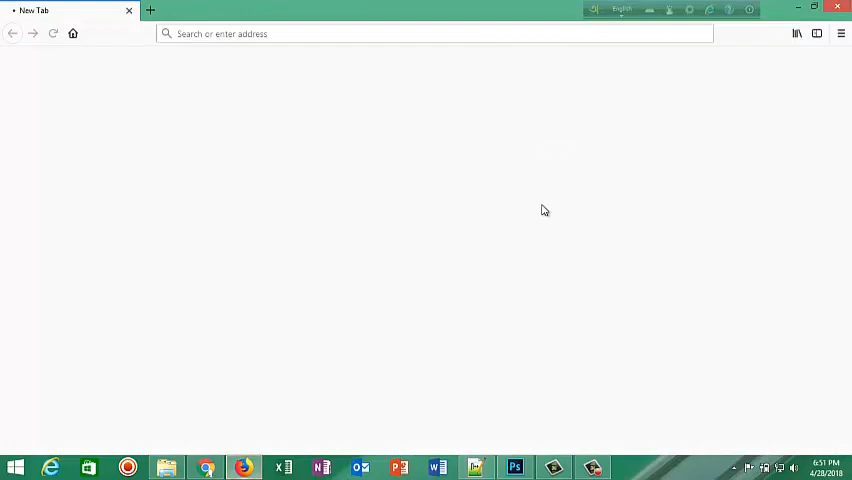 New Tab
English
Search or enter address
6:51 PM
4/28/2018